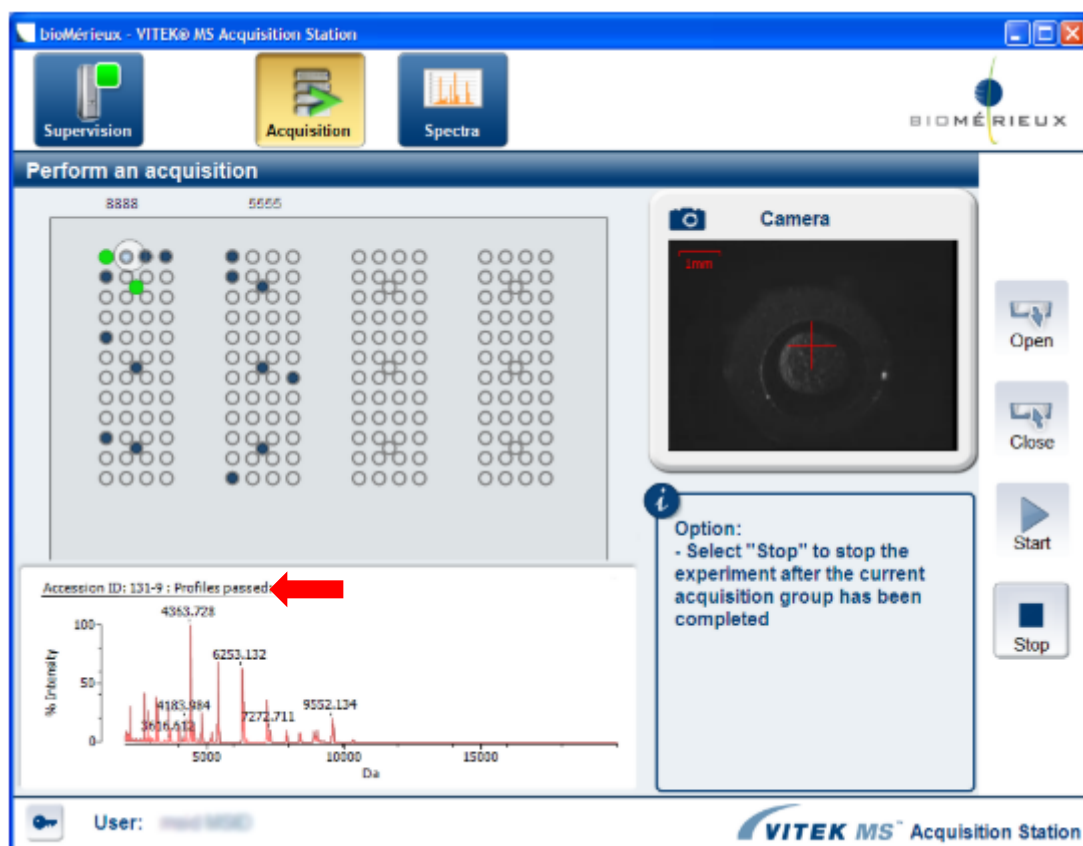 bioMérieux - VITEK® MS Acquisition Station
Supervision
Acquisition
Spectra
BIOMÉRIEUX
Perform an acquisition
8888
5555
Camera
1mm
Open
Close
Start
Stop
i
Option:
- Select "Stop" to stop the
experiment after the current
acquisition group has been
completed
Accession ID: 131-9 : Profiles passed:
4363.728
100
6253.132
% Intensity
50
4183.984
9552.134
3616.612
7272.711
0
5000
10000
15000
Da
User:
VITEK MS™ Acquisition Station